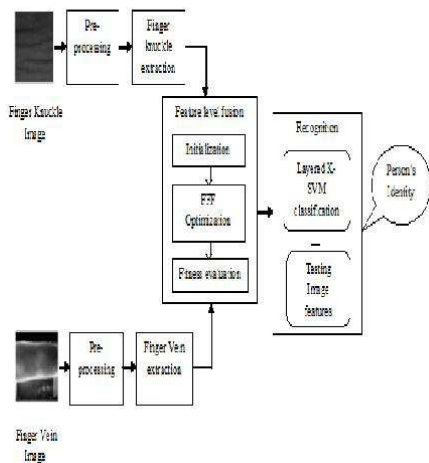 Pre-
processing
Finger
knuckle
extraction
Finger Knuckle
Image
Feature level fusion
Initialization
FFF
Optimization
Fitness evaluation
Recognition
Layered K-
SVM
classification
Testing
Image
features
Person's
Identity
Pre-
processing
Finger Vein
extraction
Finger Vein
Image